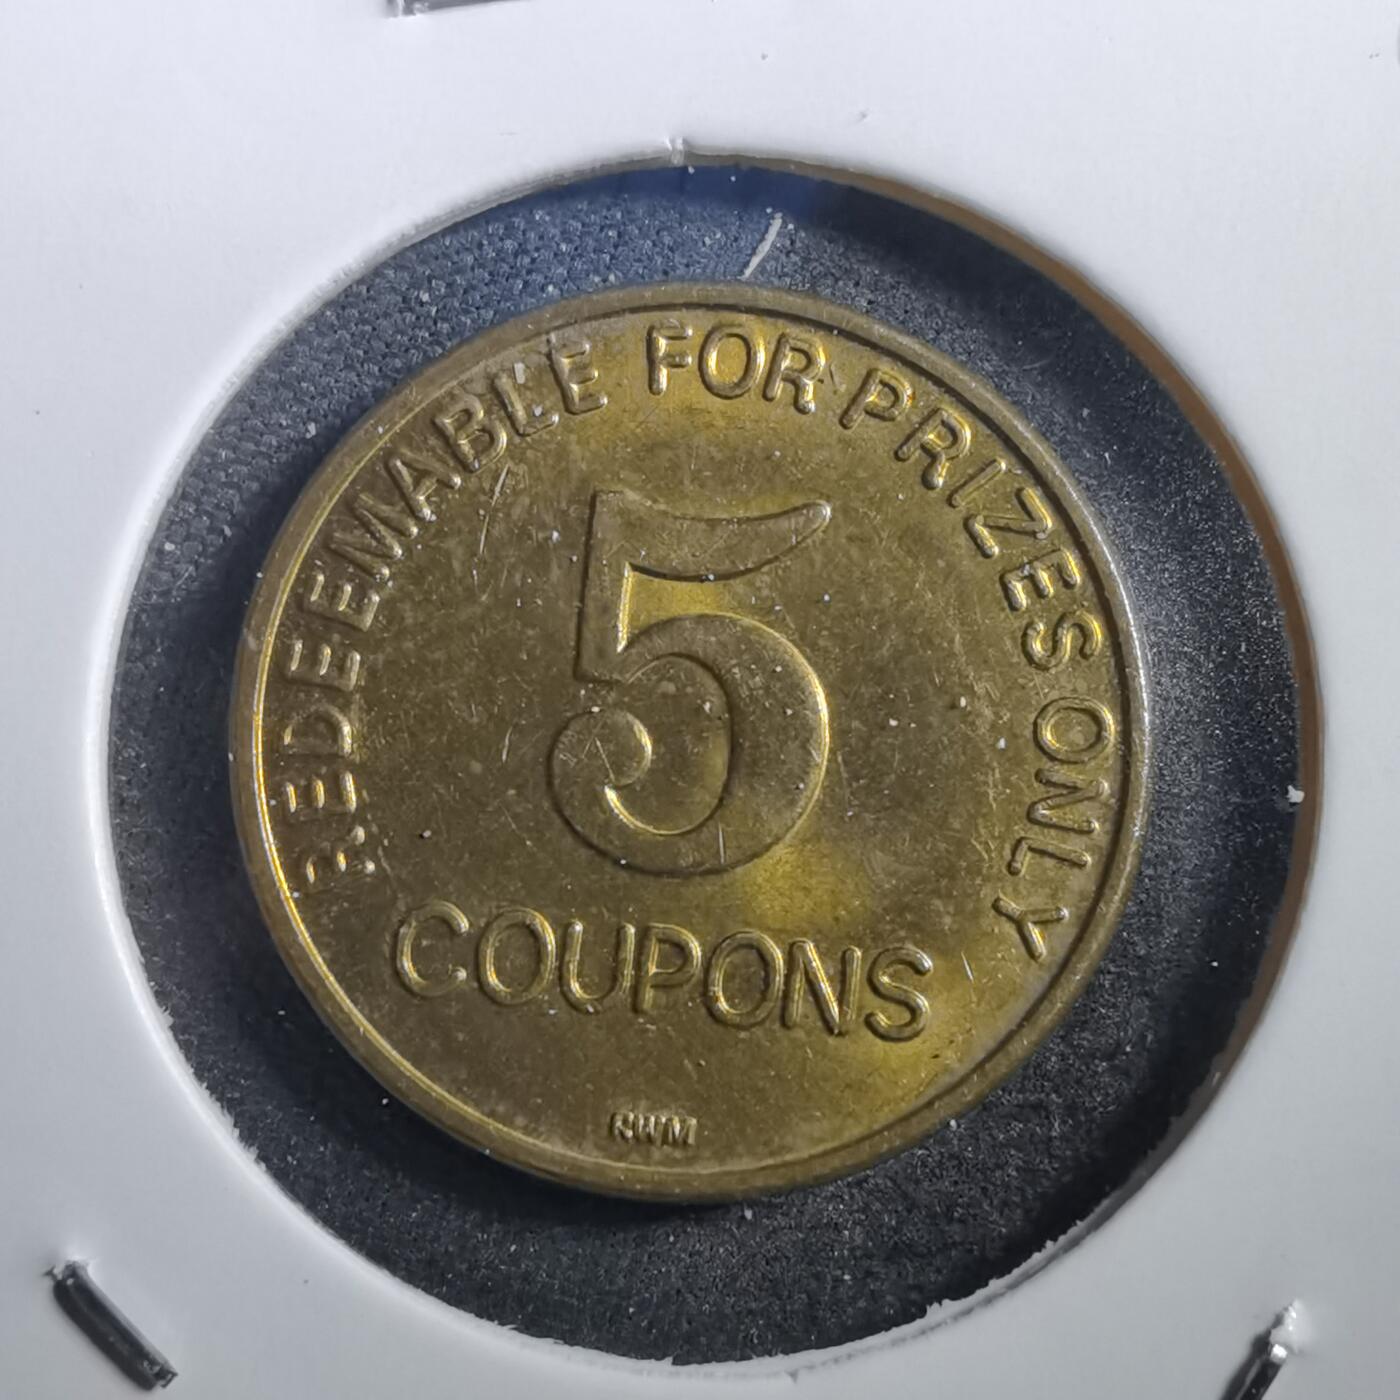 REDEEMABLE FOR PRIZES ONLY
5
COUPONS
RWM